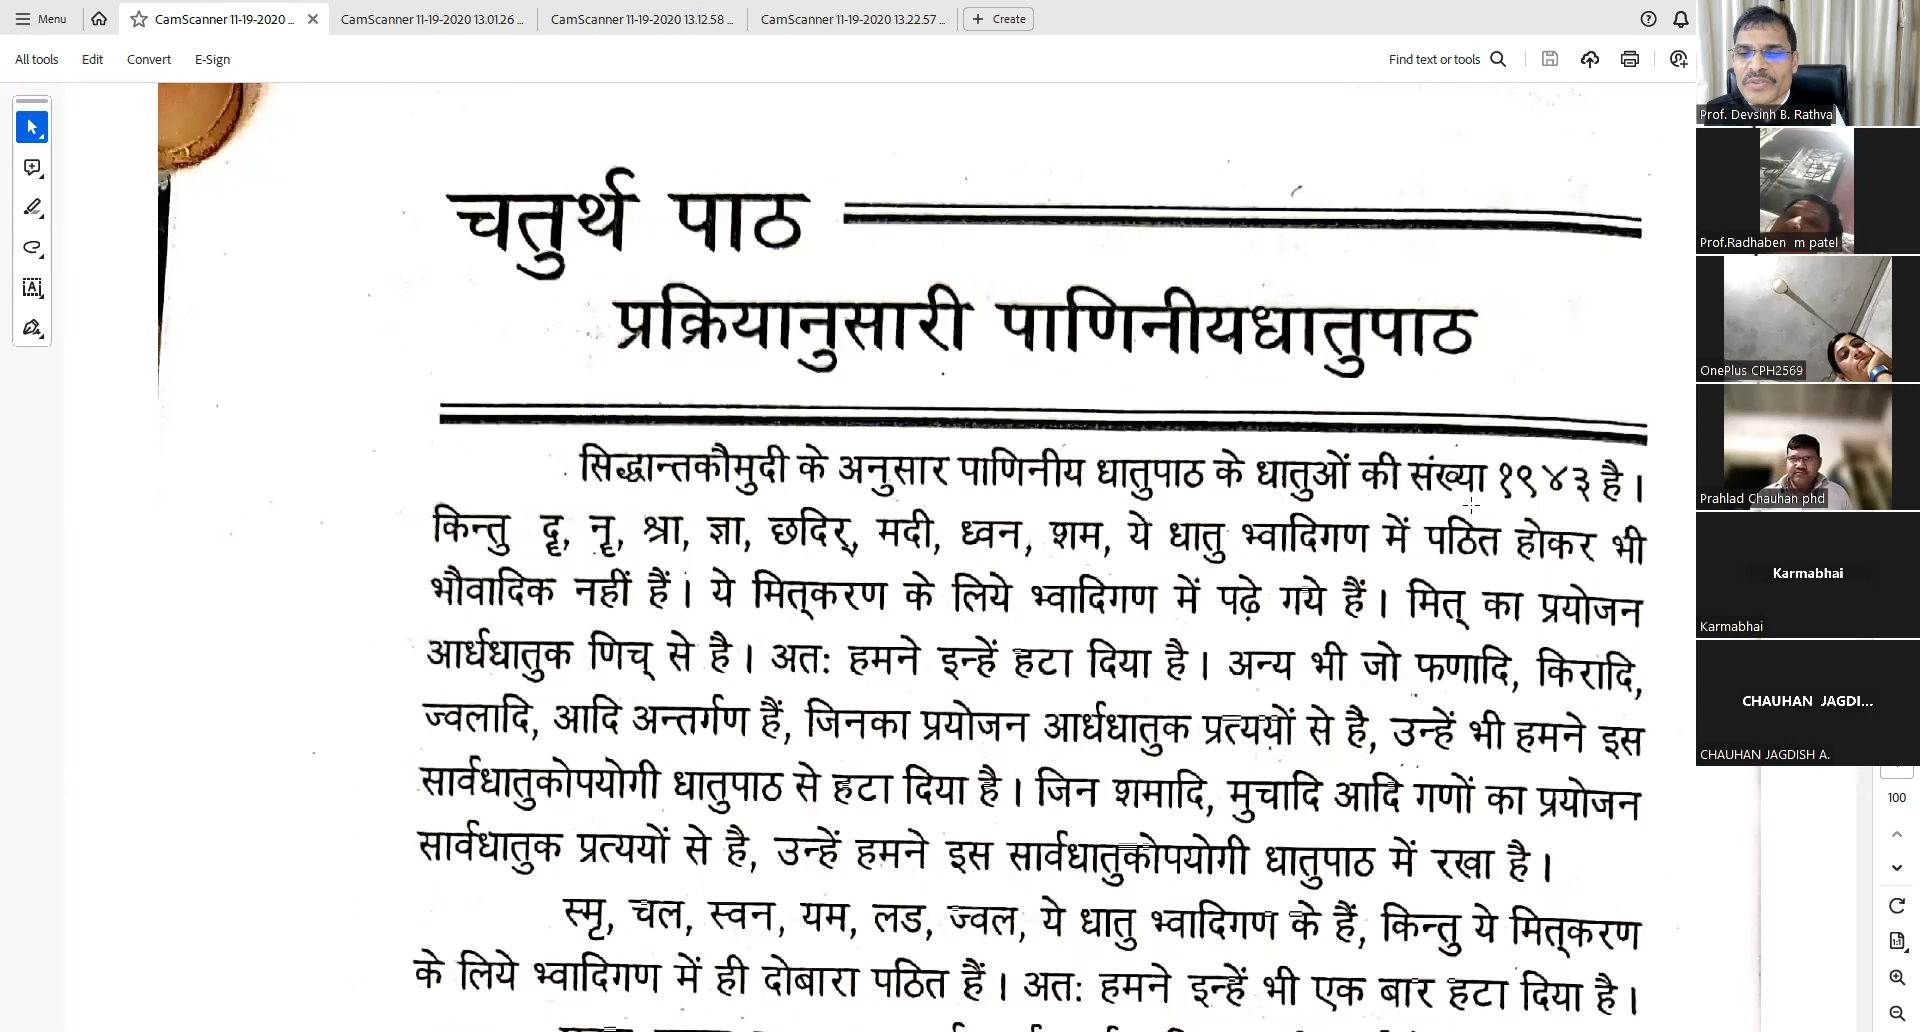 Menu
CamScanner 11-19-2020 ...
CamScanner 11-19-2020 13.01.26 ...
CamScanner 11-19-2020 13.12.58 ...
CamScanner 11-19-2020 13.22.57 ...
Create
All tools
Edit
Convert
E-Sign
Find text or tools
चतुर्थ पाठ
प्रक्रियानुसारी पाणिनीयधातुपाठ
सिद्धान्तकौमुदी के अनुसार पाणिनीय धातुपाठ के धातुओं की संख्या १९४३ है।
किन्तु दॄ, नॄ, श्रा, ज्ञा, छदिर्, मदी, ध्वन, शम, ये धातु भ्वादिगण में पठित होकर भी
भौवादिक नहीं हैं। ये मित्करण के लिये भ्वादिगण में पढ़े गये हैं। मित् का प्रयोजन
आर्धधातुक णिच् से है। अतः हमने इन्हें हटा दिया है। अन्य भी जो फणादि, किरादि,
ज्वलादि, आदि अन्तर्गण हैं, जिनका प्रयोजन आर्धधातुक प्रत्ययों से है, उन्हें भी हमने इस
सार्वधातुकोपयोगी धातुपाठ से हटा दिया है। जिन शमादि, मुचादि आदि गणों का प्रयोजन
सार्वधातुक प्रत्ययों से है, उन्हें हमने इस सार्वधातुकोपयोगी धातुपाठ में रखा है।
स्मृ, चल, स्वन, यम, लड, ज्वल, ये धातु भ्वादिगण के हैं, किन्तु ये मित्करण
के लिये भ्वादिगण में ही दोबारा पठित हैं। अतः हमने इन्हें भी एक बार हटा दिया है।
Prof. Devsinh B. Rathva
Prof.Radhaben m patel
OnePlus CPH2569
Prahlad Chauhan phd
Karmabhai
Karmabhai
CHAUHAN JAGDI...
CHAUHAN JAGDISH A.
100